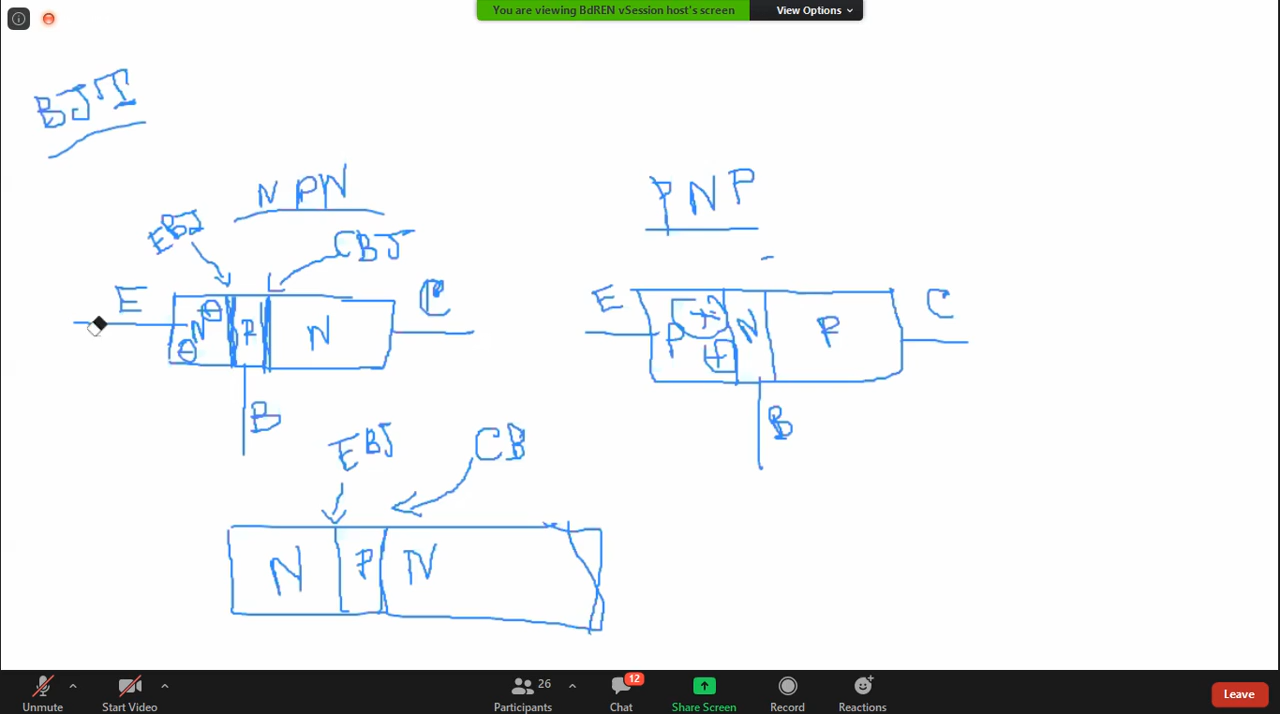 You are viewing BdREN vSession host's screen
View Options
BJT
NPN
PNP
EBJ
CBJ
E
C
N
P
N
B
E
C
P
N
P
B
EBJ
CB
N
P
N
Unmute
Start Video
26
Participants
12
Chat
Share Screen
Record
Reactions
Leave